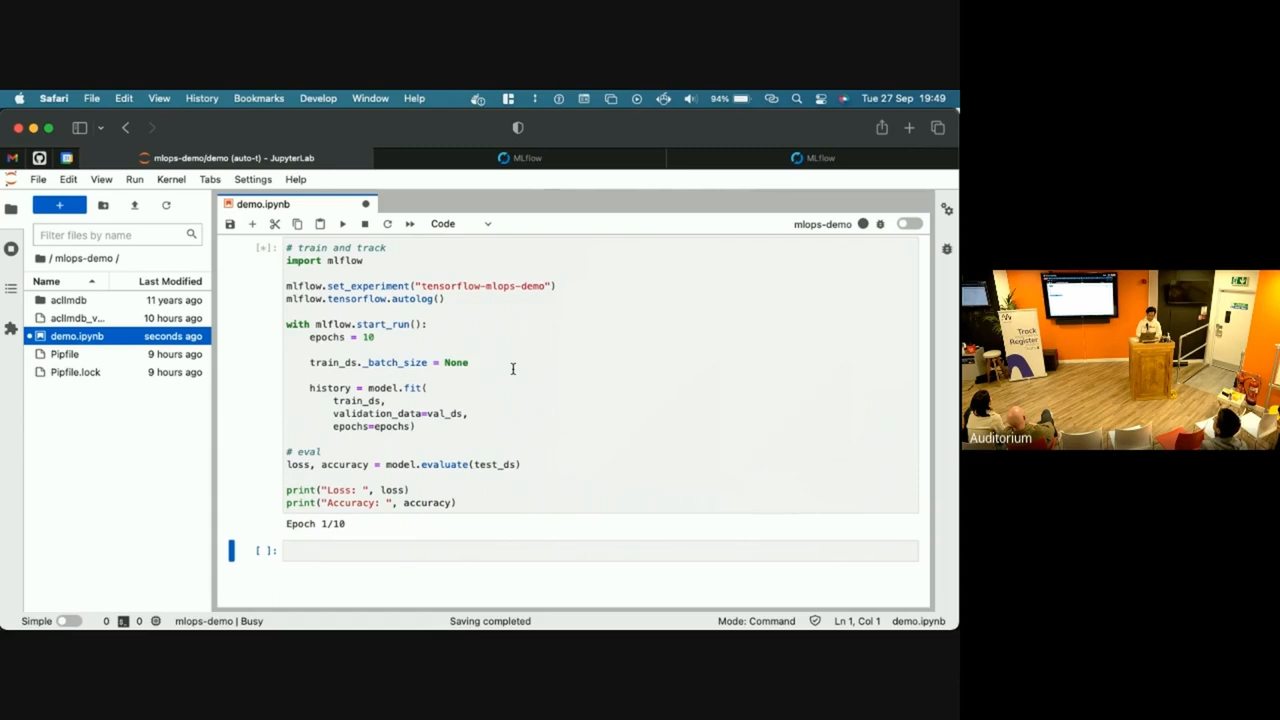 Safari File Edit View History Bookmarks Develop Window Help 94% Tue 27 Sep 19:49
mlops-demo/demo (auto-t) - JupyterLab MLflow MLflow
File Edit View Run Kernel Tabs Settings Help
demo.ipynb
Code mlops-demo
Filter files by name
/ mlops-demo /
Name Last Modified
aclImdb 11 years ago
aclImdb_v... 10 hours ago
demo.ipynb seconds ago
Pipfile 9 hours ago
Pipfile.lock 9 hours ago
[*]: # train and track
import mlflow
mlflow.set_experiment("tensorflow-mlops-demo")
mlflow.tensorflow.autolog()
with mlflow.start_run():
epochs = 10
train_ds._batch_size = None
history = model.fit(
train_ds,
validation_data=val_ds,
epochs=epochs)
# eval
loss, accuracy = model.evaluate(test_ds)
print("Loss: ", loss)
print("Accuracy: ", accuracy)
Epoch 1/10
[ ]:
Simple 0 0 mlops-demo | Busy Saving completed Mode: Command Ln 1, Col 1 demo.ipynb
Track
Register
Auditorium